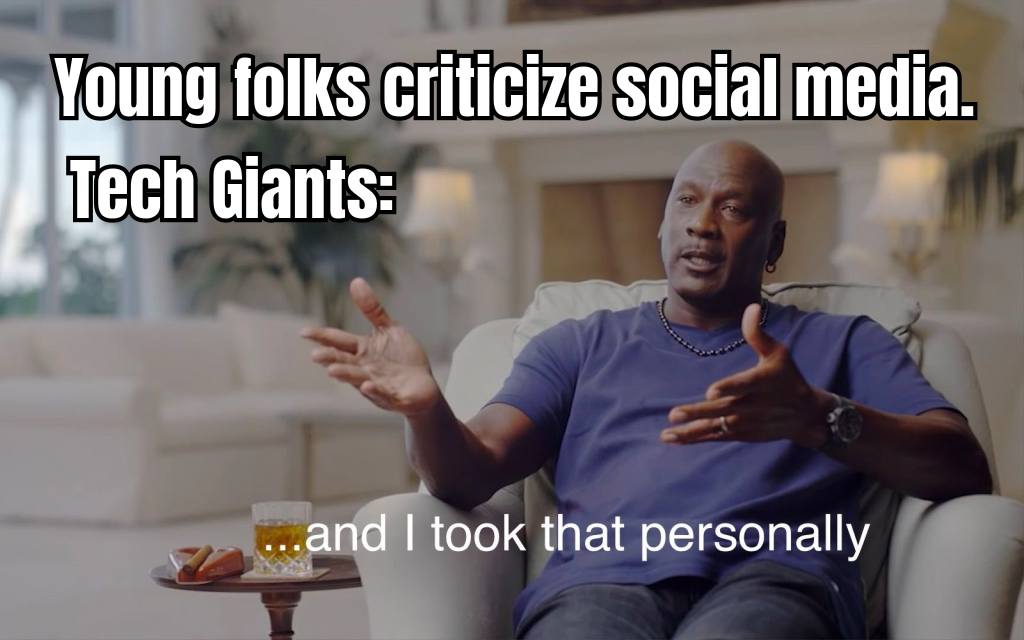 Young folks criticize social media.
Tech Giants:
...and I took that personally